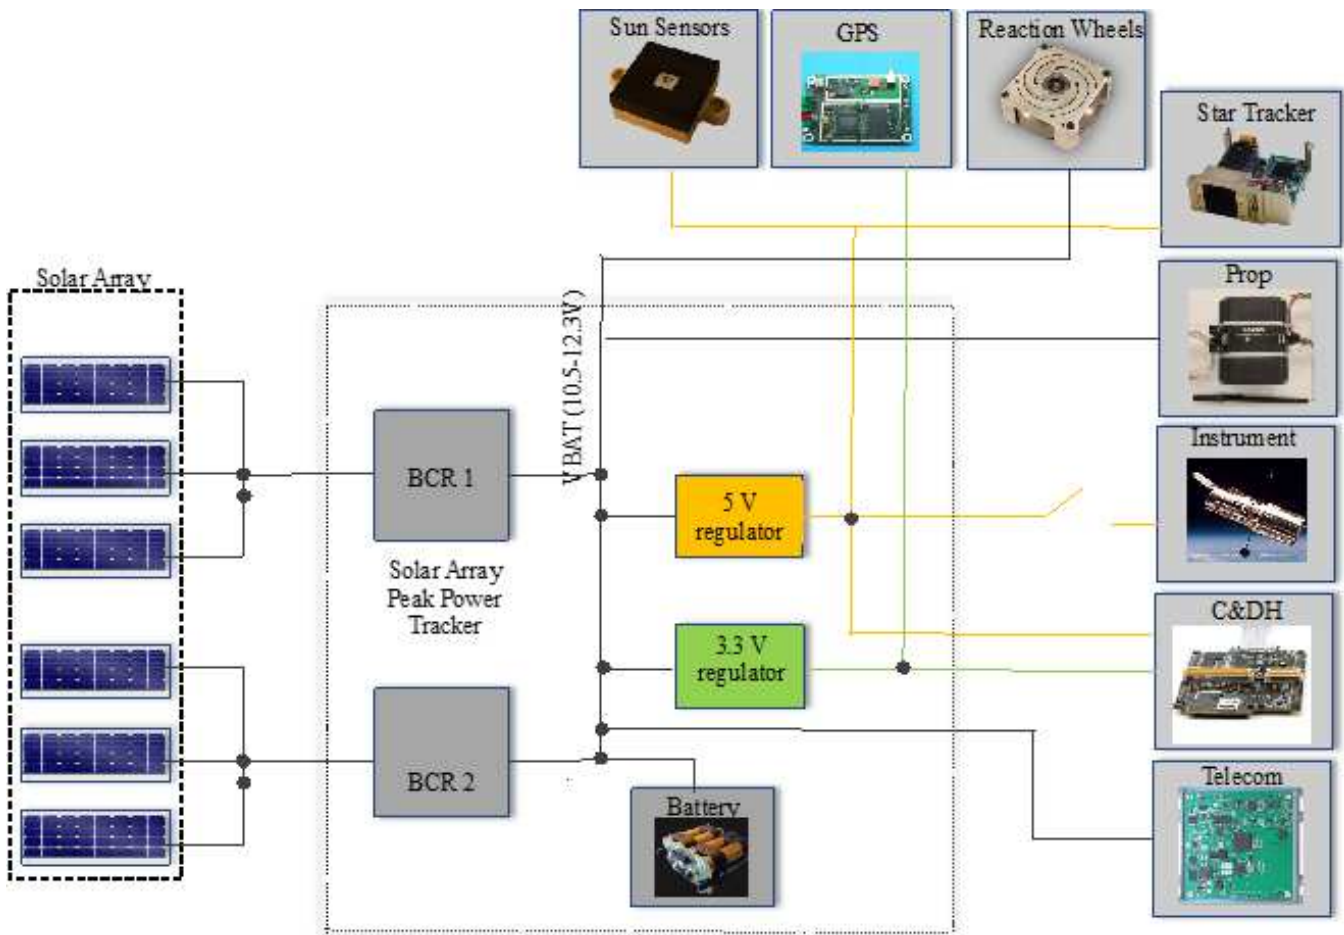 Sun Sensors
GPS
Reaction Wheels
Star Tracker
Solar Array
Prop
VBAT (10.5-12.3V)
Instrument
BCR 1
5 V
regulator
Solar Array
Peak Power
Tracker
C&DH
3.3 V
regulator
BCR 2
Battery
Telecom